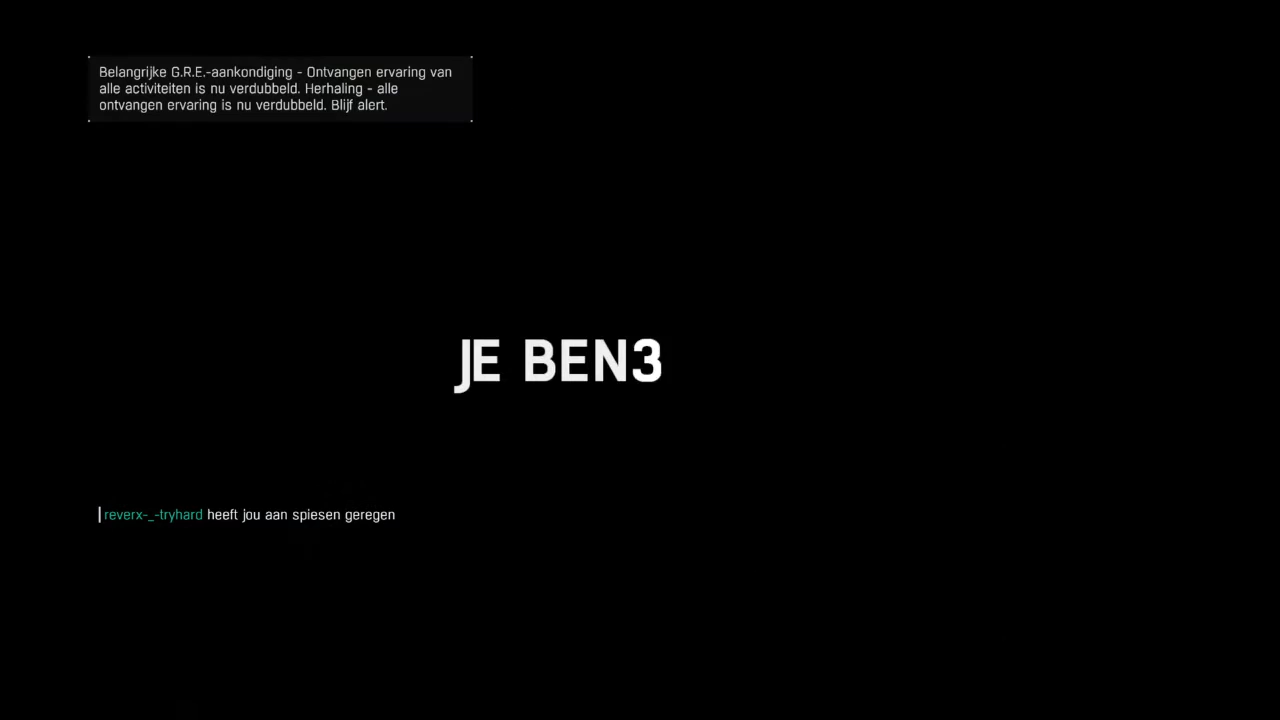 Belangrijke G.R.E.-aankondiging - Ontvangen ervaring van
alle activiteiten is nu verdubbeld. Herhaling - alle
ontvangen ervaring is nu verdubbeld. Blijf alert.
JE BEN3
reverx-_-tryhard heeft jou aan spiesen geregen